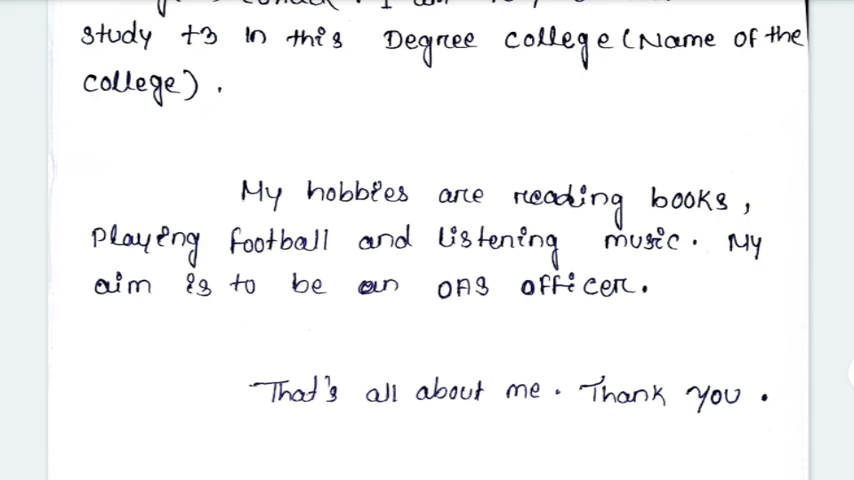 study +3 in this Degree college (Name of the
college).
My hobbies are reading books,
playing football and listening music. My
aim is to be an OAS officer.
That's all about me. Thank you.